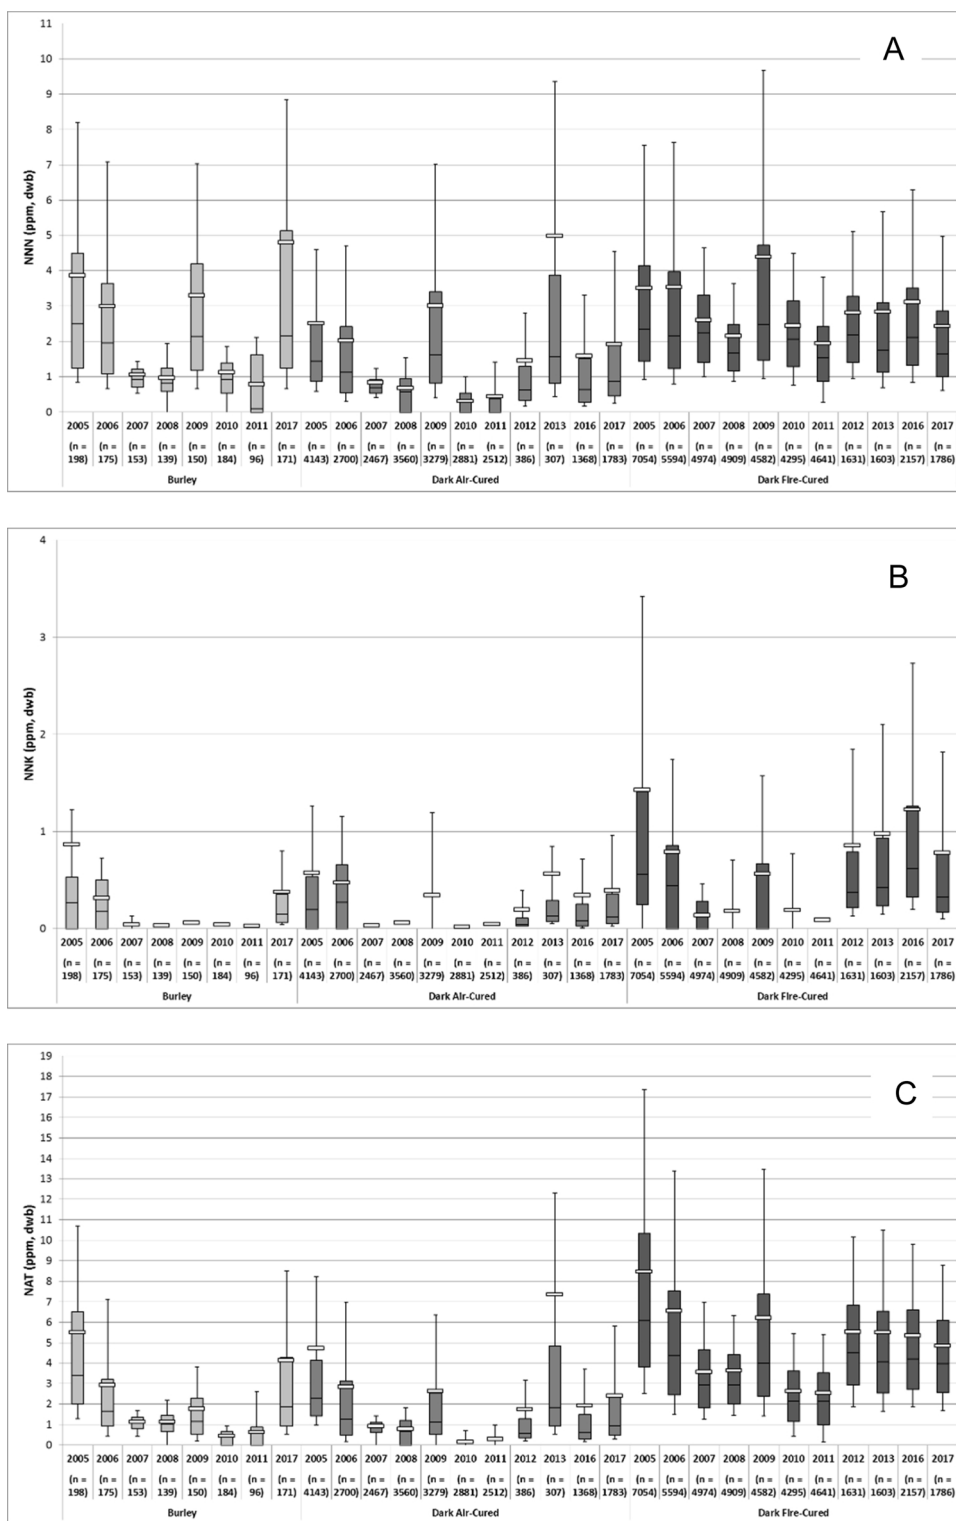 A
NNN (ppm, dwb)
11
10
9
8
7
6
5
4
3
2
1
0
2005 2006 2007 2008 2009 2010 2011 2017 2005 2006 2007 2008 2009 2010 2011 2012 2013 2016 2017 2005 2006 2007 2008 2009 2010 2011 2012 2013 2016 2017
(n = (n = (n = (n = (n = (n = (n = (n = (n = (n = (n = (n = (n = (n = (n = (n = (n = (n = (n = (n = (n = (n = (n = (n = (n = (n = (n = (n = (n = (n =
198) 175) 153) 139) 150) 184) 96) 171) 4143) 2700) 2467) 3560) 3279) 2881) 2512) 386) 307) 1368) 1783) 7054) 5594) 4974) 4909) 4582) 4295) 4641) 1631) 1603) 2157) 1786)
Burley Dark Air-Cured Dark Fire-Cured
B
NNK (ppm, dwb)
4
3
2
1
0
2005 2006 2007 2008 2009 2010 2011 2017 2005 2006 2007 2008 2009 2010 2011 2012 2013 2016 2017 2005 2006 2007 2008 2009 2010 2011 2012 2013 2016 2017
(n = (n = (n = (n = (n = (n = (n = (n = (n = (n = (n = (n = (n = (n = (n = (n = (n = (n = (n = (n = (n = (n = (n = (n = (n = (n = (n = (n = (n = (n =
198) 175) 153) 139) 150) 184) 96) 171) 4143) 2700) 2467) 3560) 3279) 2881) 2512) 386) 307) 1368) 1783) 7054) 5594) 4974) 4909) 4582) 4295) 4641) 1631) 1603) 2157) 1786)
Burley Dark Air-Cured Dark Fire-Cured
C
NAT (ppm, dwb)
19
18
17
16
15
14
13
12
11
10
9
8
7
6
5
4
3
2
1
0
2005 2006 2007 2008 2009 2010 2011 2017 2005 2006 2007 2008 2009 2010 2011 2012 2013 2016 2017 2005 2006 2007 2008 2009 2010 2011 2012 2013 2016 2017
(n = (n = (n = (n = (n = (n = (n = (n = (n = (n = (n = (n = (n = (n = (n = (n = (n = (n = (n = (n = (n = (n = (n = (n = (n = (n = (n = (n = (n = (n =
198) 175) 153) 139) 150) 184) 96) 171) 4143) 2700) 2467) 3560) 3279) 2881) 2512) 386) 307) 1368) 1783) 7054) 5594) 4974) 4909) 4582) 4295) 4641) 1631) 1603) 2157) 1786)
Burley Dark Air-Cured Dark Fire-Cured